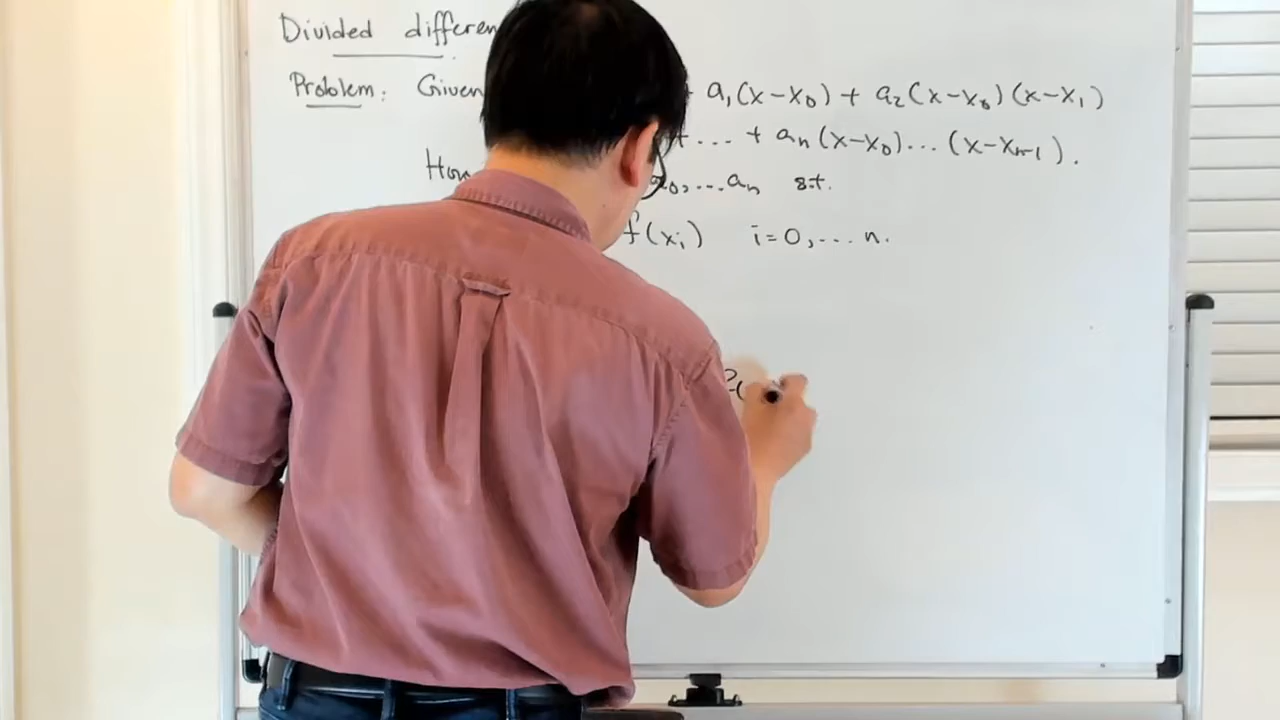 Divided differen
Problem: Given + a₁(x-x₀) + a₂(x-x₀)(x-x₁)
+ ... + aₙ(x-x₀)...(x-xₙ₋₁).
How a₀,...aₙ s.t.
f(xᵢ) i=0,...n.